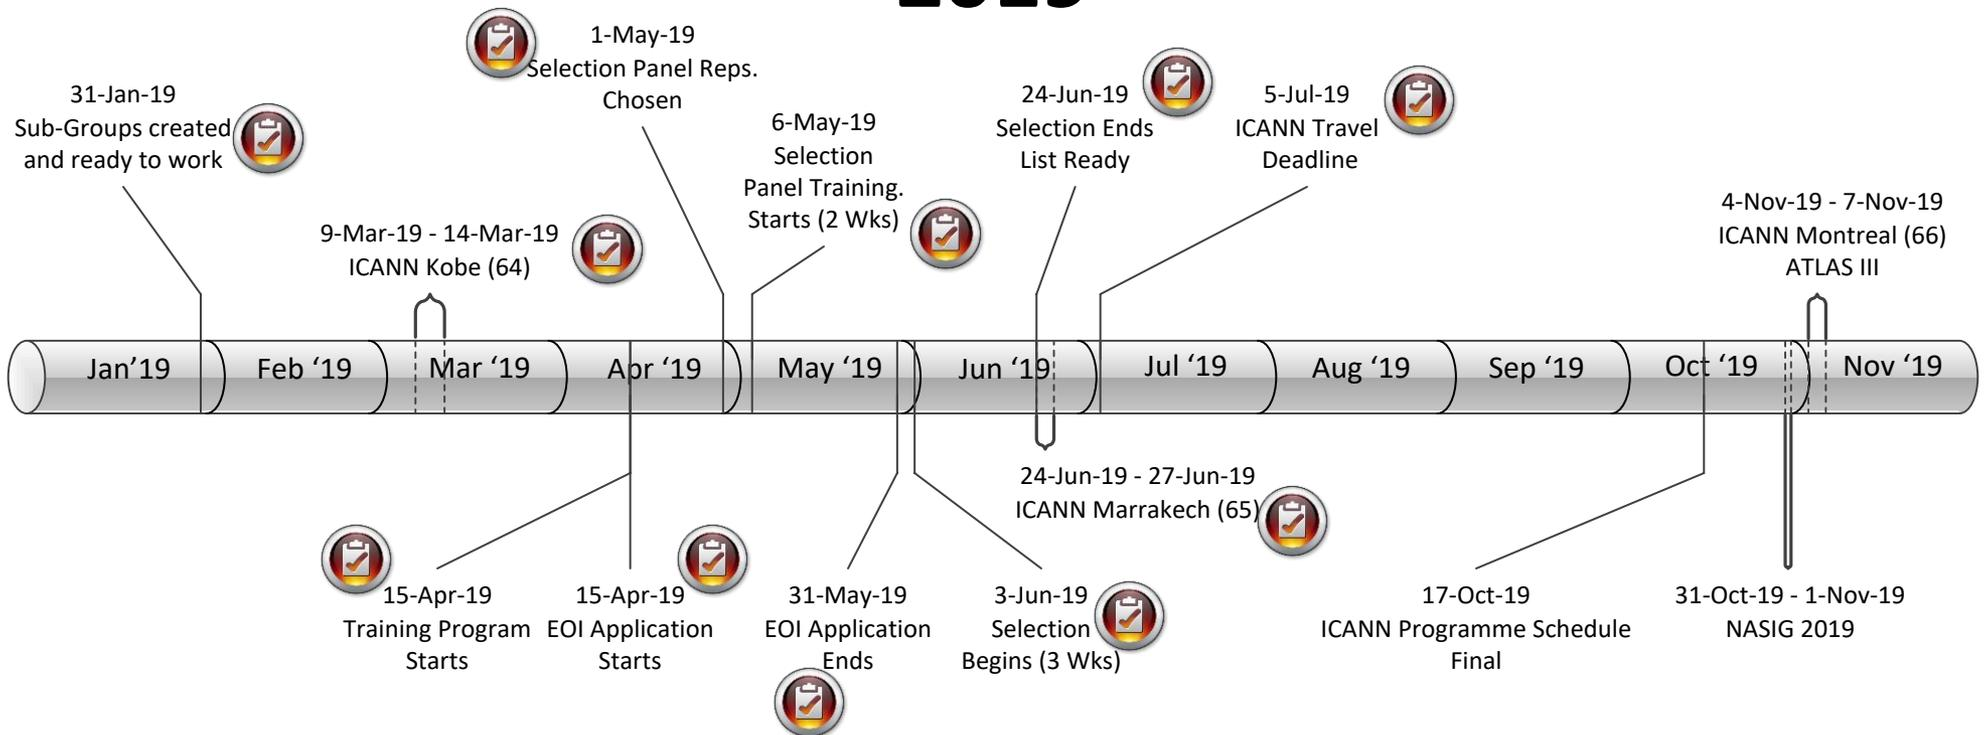 2019
1-May-19
Selection Panel Reps.
Chosen
31-Jan-19
Sub-Groups created
and ready to work
6-May-19
Selection
Panel Training.
Starts (2 Wks)
24-Jun-19
Selection Ends
List Ready
5-Jul-19
ICANN Travel
Deadline
9-Mar-19 - 14-Mar-19
ICANN Kobe (64)
4-Nov-19 - 7-Nov-19
ICANN Montreal (66)
ATLAS III
Jan’19 Feb ‘19 Mar ‘19 Apr ‘19 May ‘19 Jun ‘19 Jul ‘19 Aug ‘19 Sep ‘19 Oct ‘19 Nov ‘19
24-Jun-19 - 27-Jun-19
ICANN Marrakech (65)
15-Apr-19
Training Program
Starts
15-Apr-19
EOI Application
Starts
31-May-19
EOI Application
Ends
3-Jun-19
Selection
Begins (3 Wks)
17-Oct-19
ICANN Programme Schedule
Final
31-Oct-19 - 1-Nov-19
NASIG 2019